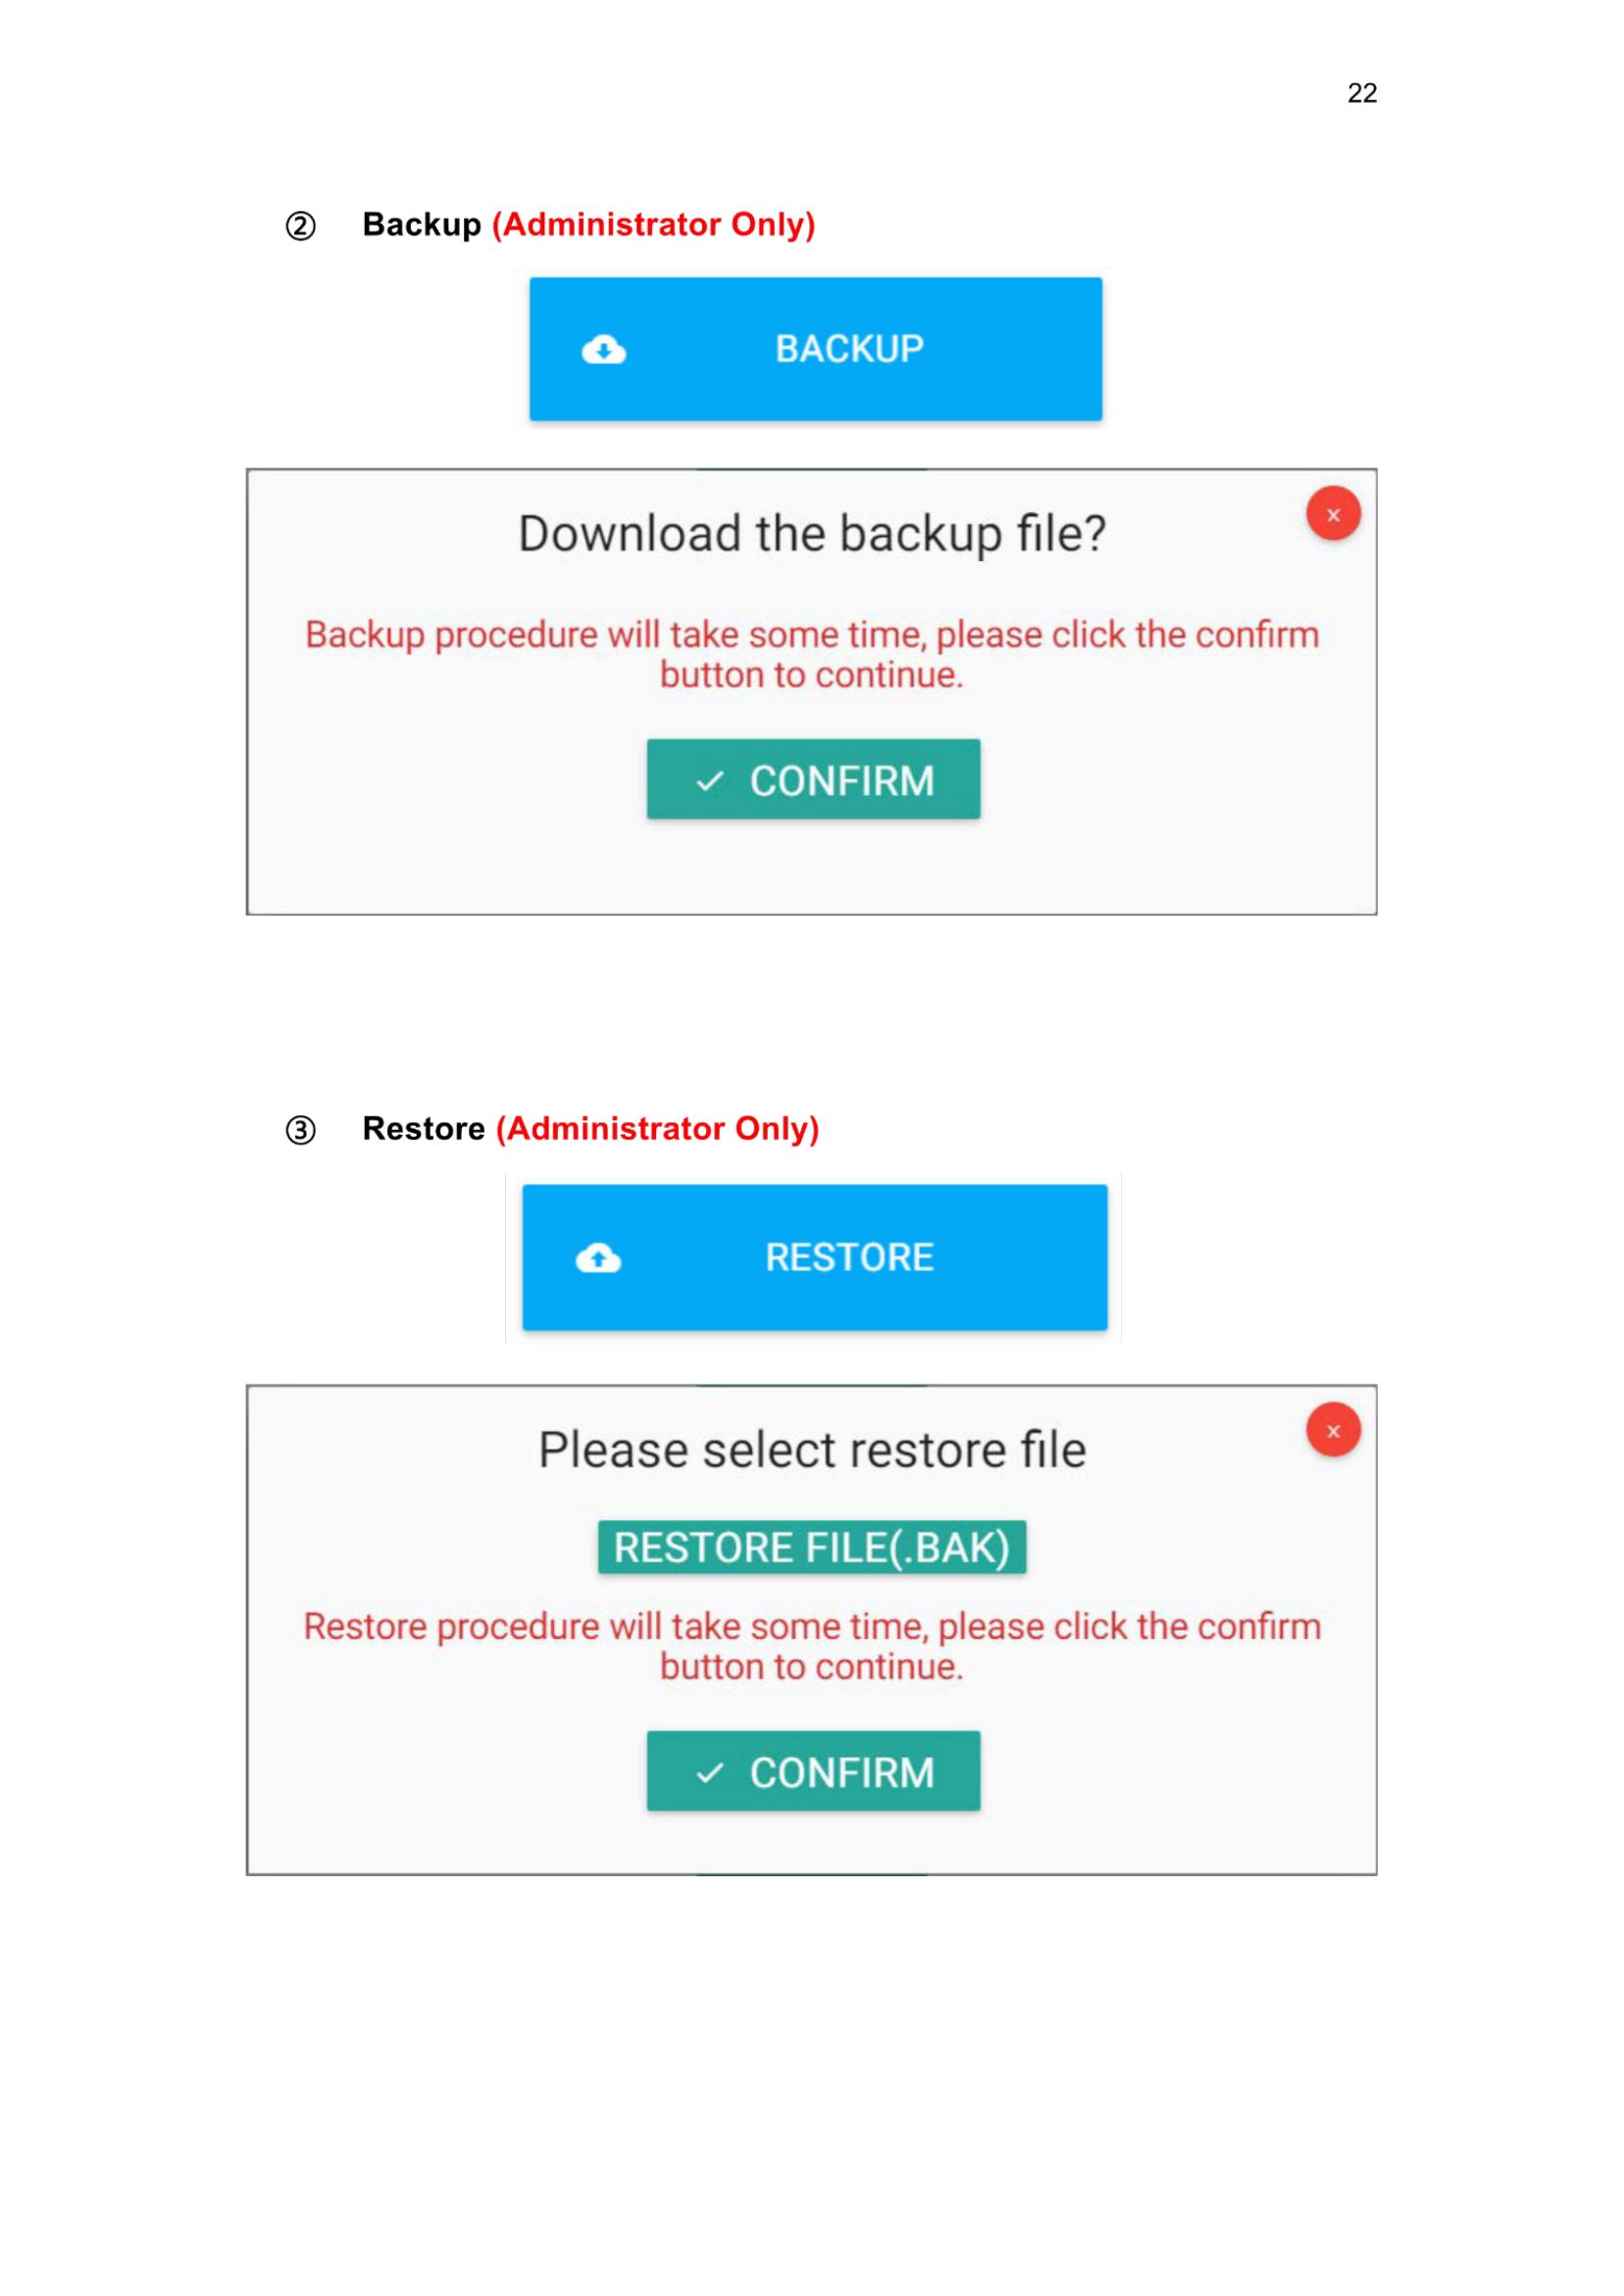 22
② Backup (Administrator Only)
BACKUP
x
Download the backup file?
Backup procedure will take some time, please click the confirm
button to continue.
✓ CONFIRM
③ Restore (Administrator Only)
RESTORE
x
Please select restore file
RESTORE FILE(.BAK)
Restore procedure will take some time, please click the confirm
button to continue.
✓ CONFIRM